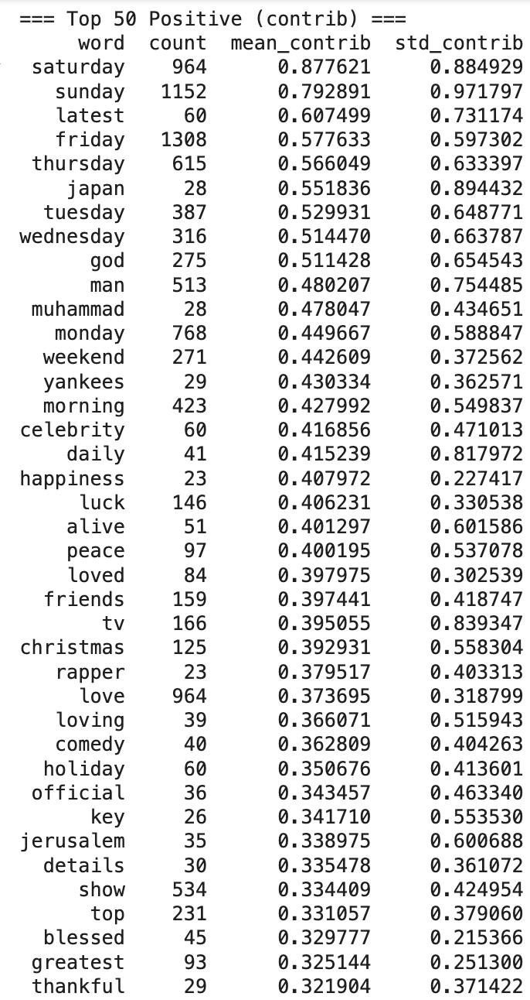 === Top 50 Positive (contrib) ===
word count mean_contrib std_contrib
saturday 964 0.877621 0.884929
sunday 1152 0.792891 0.971797
latest 60 0.607499 0.731174
friday 1308 0.577633 0.597302
thursday 615 0.566049 0.633397
japan 28 0.551836 0.894432
tuesday 387 0.529931 0.648771
wednesday 316 0.514470 0.663787
god 275 0.511428 0.654543
man 513 0.480207 0.754485
muhammad 28 0.478047 0.434651
monday 768 0.449667 0.588847
weekend 271 0.442609 0.372562
yankees 29 0.430334 0.362571
morning 423 0.427992 0.549837
celebrity 60 0.416856 0.471013
daily 41 0.415239 0.817972
happiness 23 0.407972 0.227417
luck 146 0.406231 0.330538
alive 51 0.401297 0.601586
peace 97 0.400195 0.537078
loved 84 0.397975 0.302539
friends 159 0.397441 0.418747
tv 166 0.395055 0.839347
christmas 125 0.392931 0.558304
rapper 23 0.379517 0.403313
love 964 0.373695 0.318799
loving 39 0.366071 0.515943
comedy 40 0.362809 0.404263
holiday 60 0.350676 0.413601
official 36 0.343457 0.463340
key 26 0.341710 0.553530
jerusalem 35 0.338975 0.600688
details 30 0.335478 0.361072
show 534 0.334409 0.424954
top 231 0.331057 0.379060
blessed 45 0.329777 0.215366
greatest 93 0.325144 0.251300
thankful 29 0.321904 0.371422